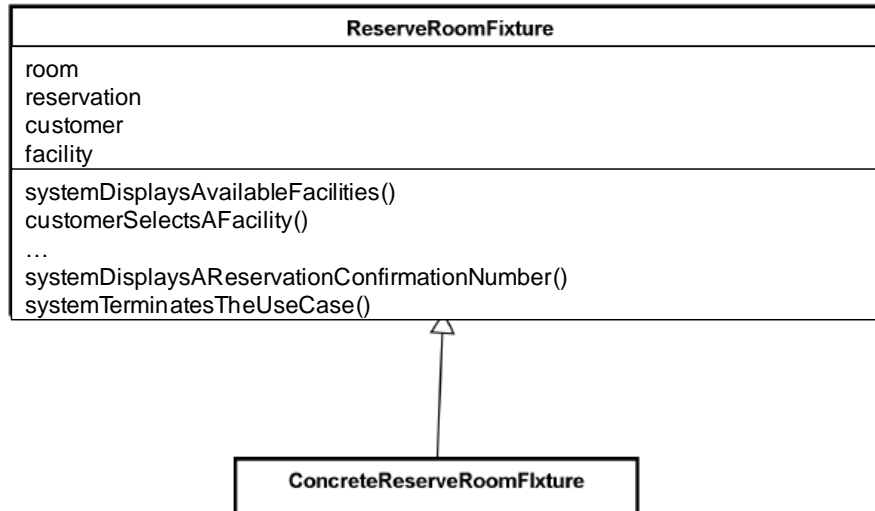 ReserveRoomFixture
room
reservation
customer
facility
systemDisplaysAvailableFacilities()
customerSelectsAFacility()
…
systemDisplaysAReservationConfirmationNumber()
systemTerminatesTheUseCase()
ConcreteReserveRoomFIxture